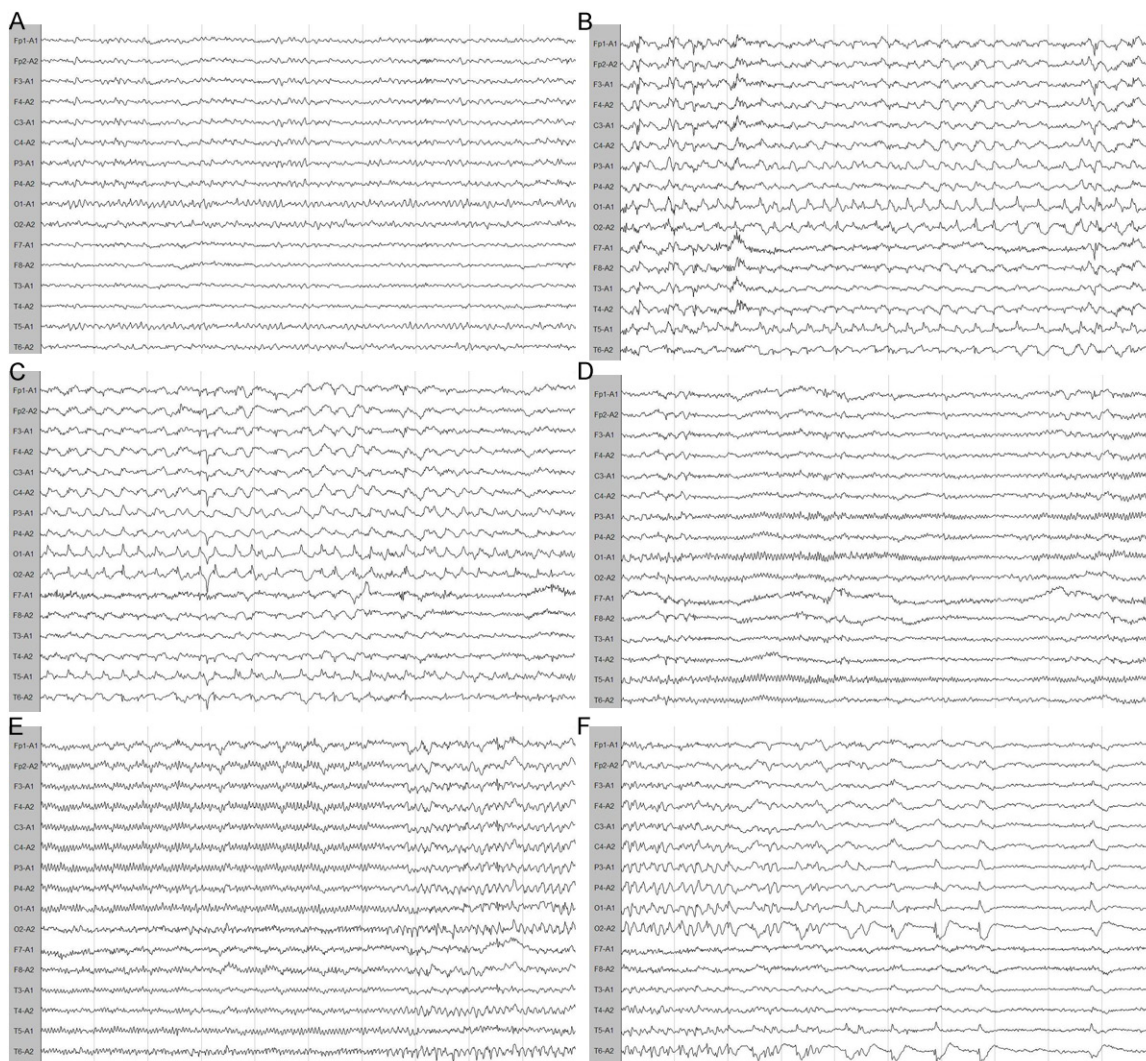 A
Fp1-A1
Fp2-A2
F3-A1
F4-A2
C3-A1
C4-A2
P3-A1
P4-A2
O1-A1
O2-A2
F7-A1
F8-A2
T3-A1
T4-A2
T5-A1
T6-A2
B
Fp1-A1
Fp2-A2
F3-A1
F4-A2
C3-A1
C4-A2
P3-A1
P4-A2
O1-A1
O2-A2
F7-A1
F8-A2
T3-A1
T4-A2
T5-A1
T6-A2
C
Fp1-A1
Fp2-A2
F3-A1
F4-A2
C3-A1
C4-A2
P3-A1
P4-A2
O1-A1
O2-A2
F7-A1
F8-A2
T3-A1
T4-A2
T5-A1
T6-A2
D
Fp1-A1
Fp2-A2
F3-A1
F4-A2
C3-A1
C4-A2
P3-A1
P4-A2
O1-A1
O2-A2
F7-A1
F8-A2
T3-A1
T4-A2
T5-A1
T6-A2
E
Fp1-A1
Fp2-A2
F3-A1
F4-A2
C3-A1
C4-A2
P3-A1
P4-A2
O1-A1
O2-A2
F7-A1
F8-A2
T3-A1
T4-A2
T5-A1
T6-A2
F
Fp1-A1
Fp2-A2
F3-A1
F4-A2
C3-A1
C4-A2
P3-A1
P4-A2
O1-A1
O2-A2
F7-A1
F8-A2
T3-A1
T4-A2
T5-A1
T6-A2